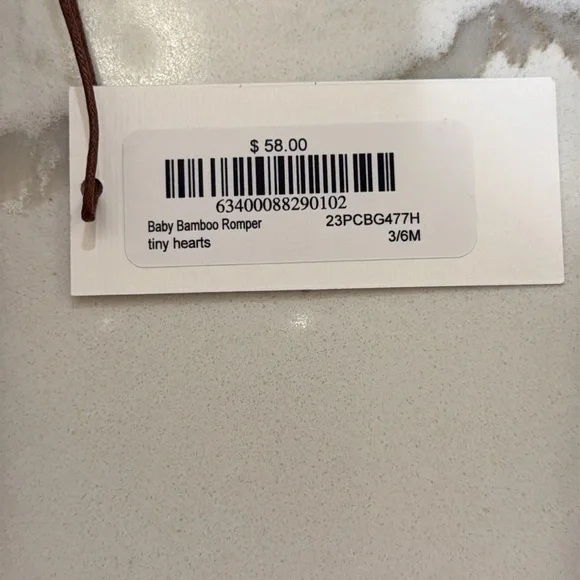 $ 58.00
63400088290102
Baby Bamboo Romper 23PCBG477H
tiny hearts 3/6M